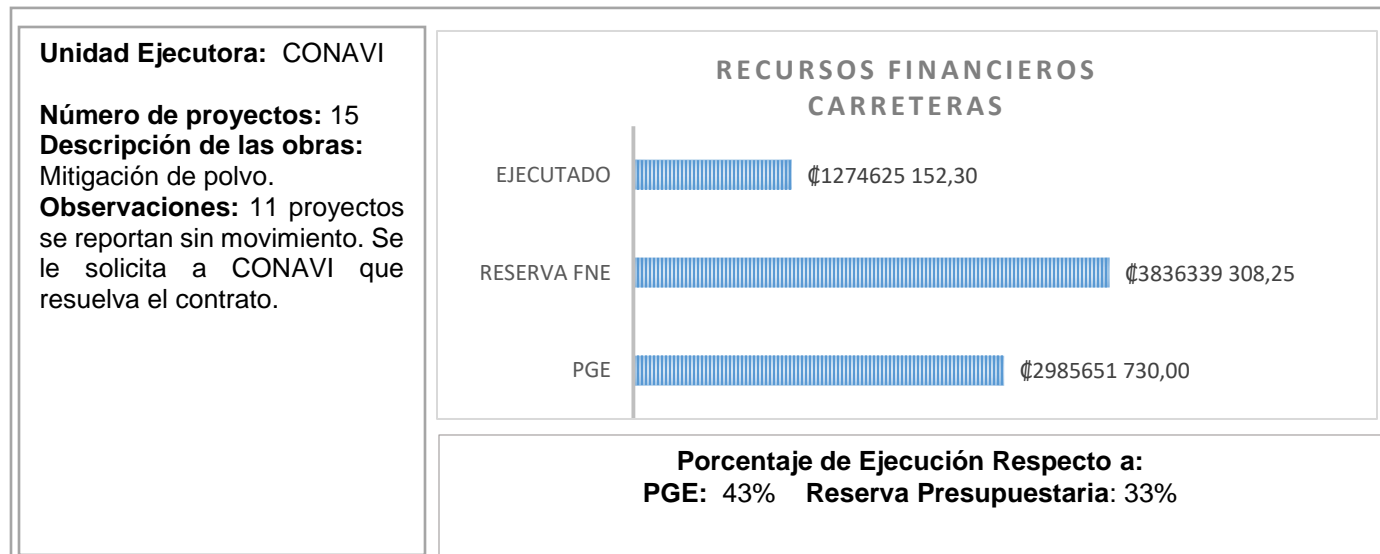 Unidad Ejecutora: CONAVI
Número de proyectos: 15
Descripción de las obras:
Mitigación de polvo.
Observaciones: 11 proyectos
se reportan sin movimiento. Se
le solicita a CONAVI que
resuelva el contrato.
RECURSOS FINANCIEROS
CARRETERAS
EJECUTADO ₡1274625 152,30
RESERVA FNE ₡3836339 308,25
PGE ₡2985651 730,00
Porcentaje de Ejecución Respecto a:
PGE: 43% Reserva Presupuestaria: 33%